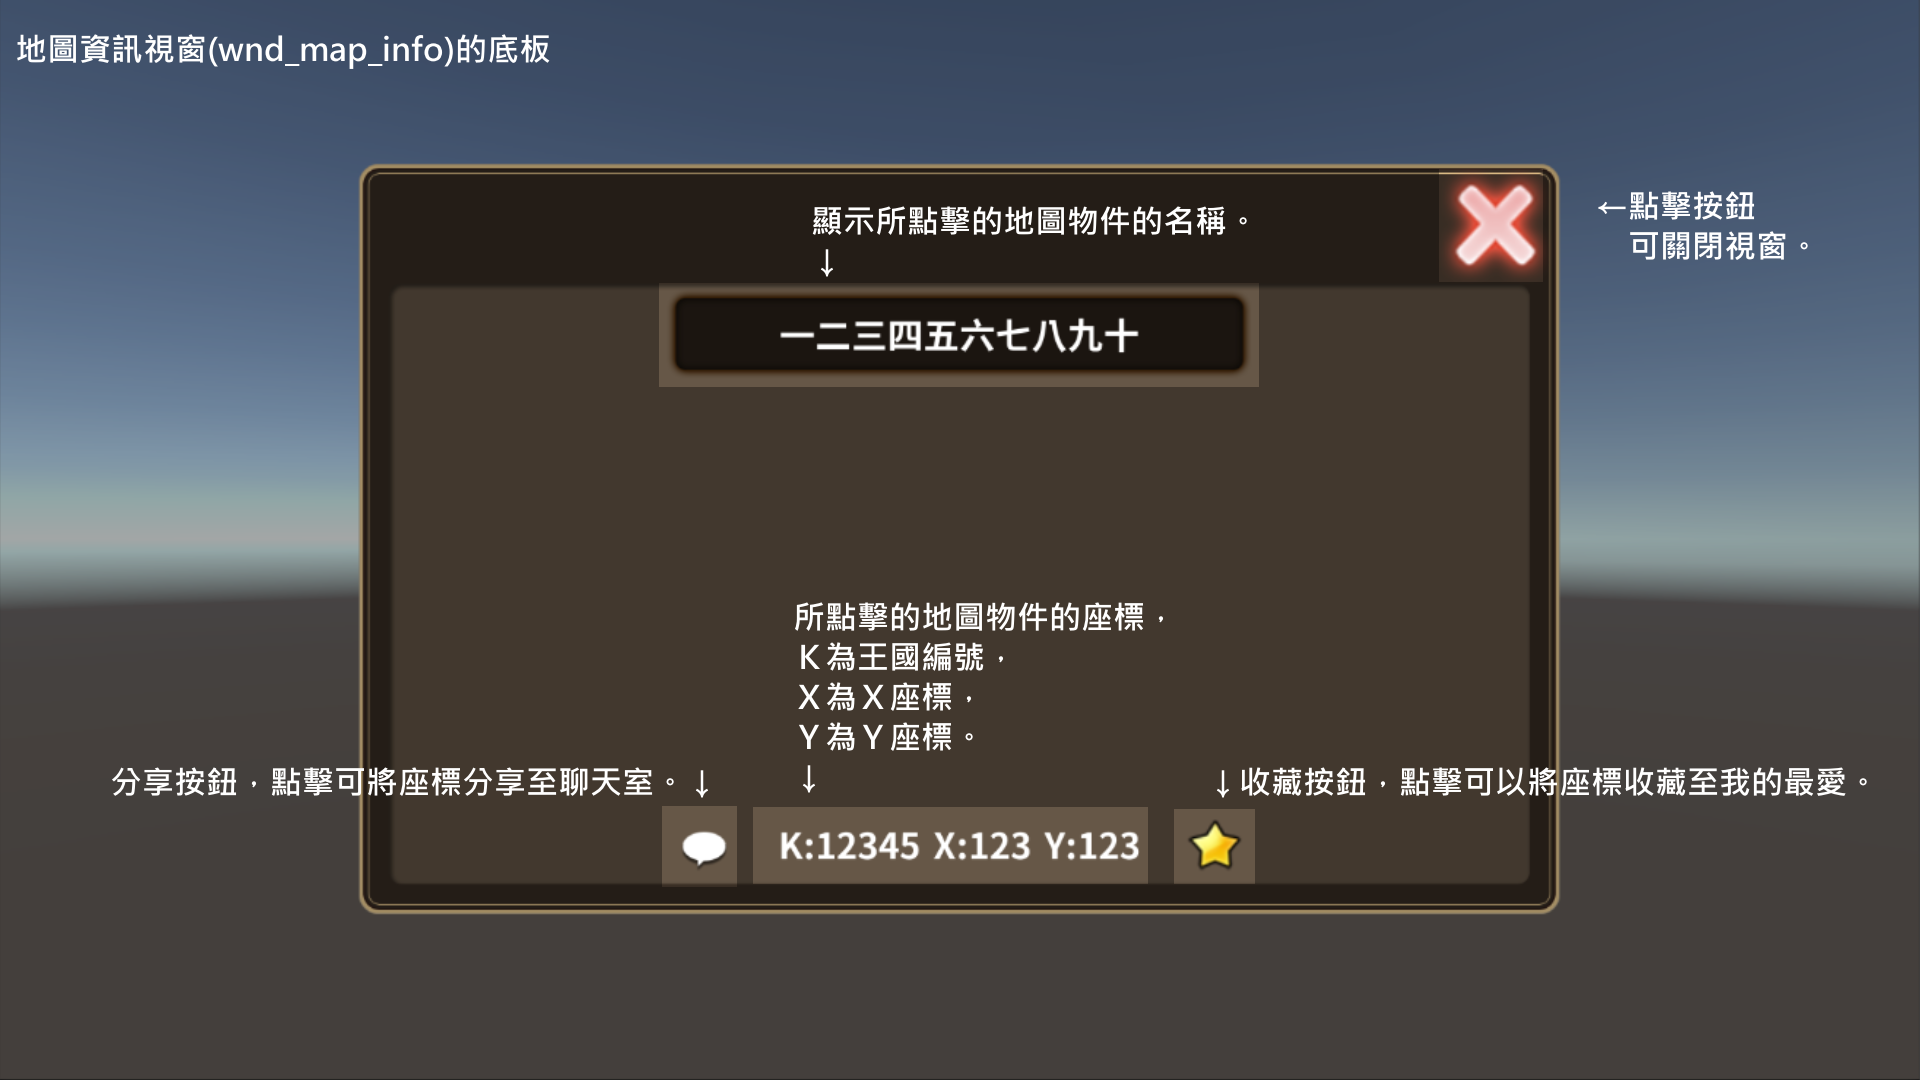 地圖資訊視窗(wnd_map_info)的底板
顯示所點擊的地圖物件的名稱。
↓
←點擊按鈕
可關閉視窗。
一二三四五六七八九十
所點擊的地圖物件的座標，
Ｋ為王國編號，
Ｘ為Ｘ座標，
Ｙ為Ｙ座標。
↓
分享按鈕，點擊可將座標分享至聊天室。↓
↓收藏按鈕，點擊可以將座標收藏至我的最愛。
K:12345 X:123 Y:123